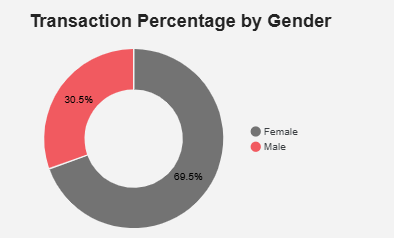 Transaction Percentage by Gender
30.5%
69.5%
Female
Male